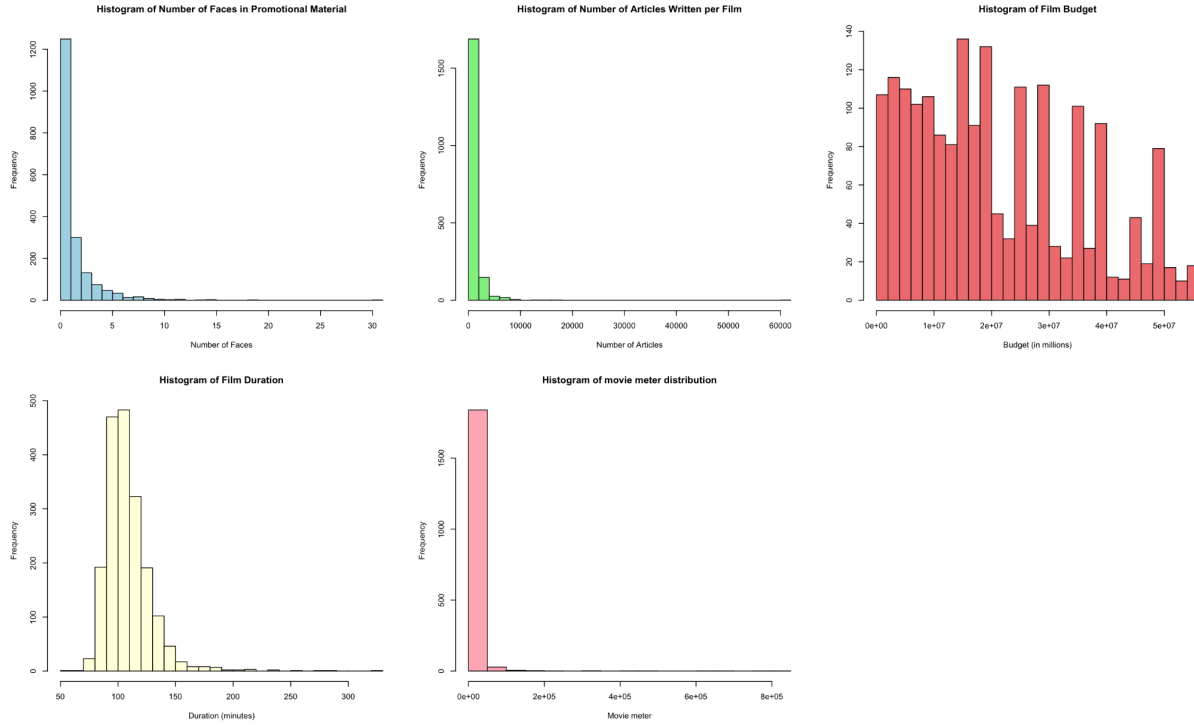 Histogram of Number of Faces in Promotional Material
Frequency
0 200 400 600 800 1000 1200
0 5 10 15 20 25 30
Number of Faces
Histogram of Number of Articles Written per Film
Frequency
0 500 1000 1500
0 10000 20000 30000 40000 50000 60000
Number of Articles
Histogram of Film Budget
Frequency
0 20 40 60 80 100 120 140
0e+00 1e+07 2e+07 3e+07 4e+07 5e+07
Budget (in millions)
Histogram of Film Duration
Frequency
0 100 200 300 400 500
50 100 150 200 250 300
Duration (minutes)
Histogram of movie meter distribution
Frequency
0 500 1000 1500
0e+00 2e+05 4e+05 6e+05 8e+05
Movie meter